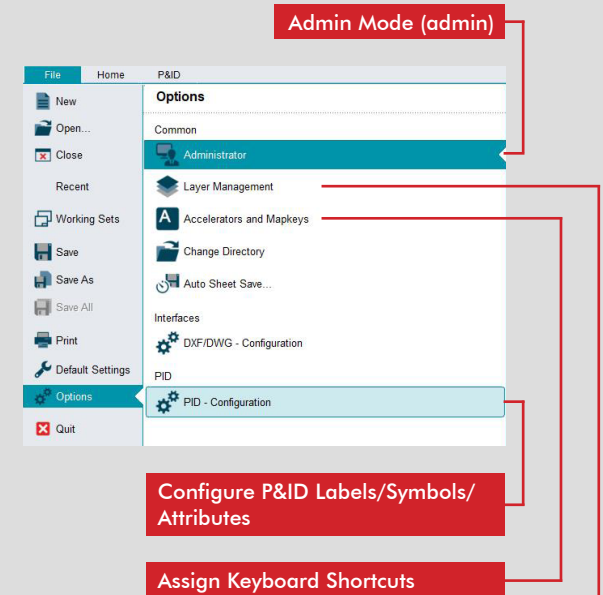 Admin Mode (admin)
File Home P&ID
New
Open...
Close
Recent
Working Sets
Save
Save As
Save All
Print
Default Settings
Options
Quit
Options
Common
Administrator
Layer Management
A Accelerators and Mapkeys
Change Directory
Auto Sheet Save...
Interfaces
DXF/DWG - Configuration
PID
PID - Configuration
Configure P&ID Labels/Symbols/
Attributes
Assign Keyboard Shortcuts